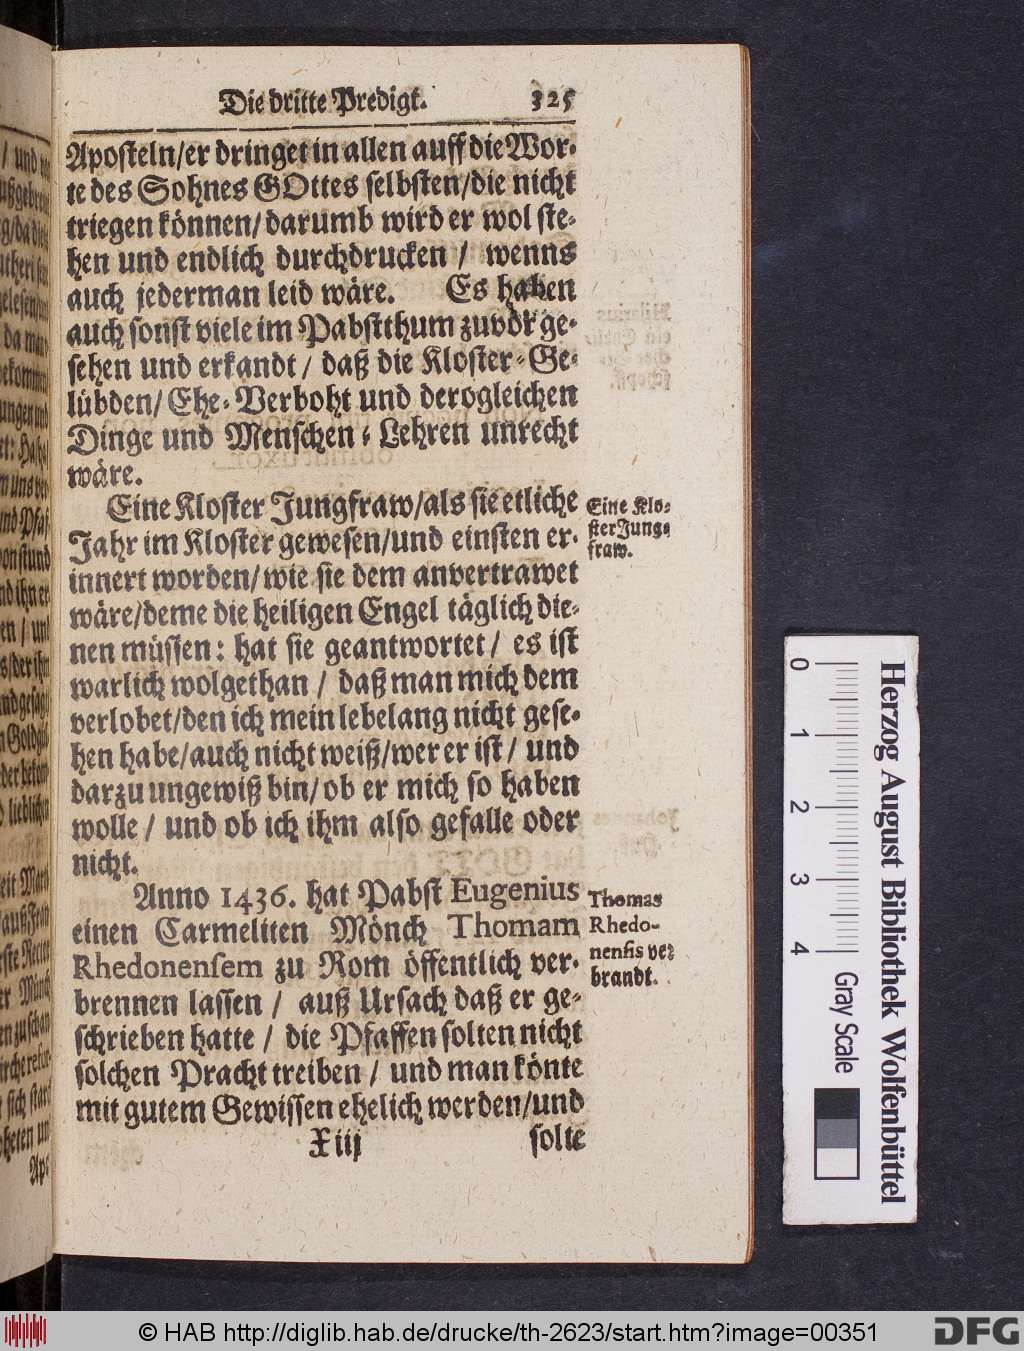 Die dritte Predigt. 325
Aposteln/er dringet in allen auff die Wor-
te des Sohnes GOttes selbsten/die nicht
triegen können/darumb wird er wol ste-
hen und endlich durchdrucken / wenns
auch jederman leid wäre. Es haben
auch sonst viele im Pabstthum zuvor ge-
sehen und erkandt / daß die Kloster-Ge-
lübden/ Ehe-Verboht und derogleichen
Dinge und Menschen-Lehren unrecht
wäre.
Eine Kloster Jungfraw/als sie etliche
Jahr im Kloster gewesen/und einsten er-
innert worden/wie sie dem anvertrawet
wäre/deme die heiligen Engel täglich die-
nen müssen: hat sie geantwortet / es ist
warlich wolgethan / daß man mich dem
verlobet/den ich mein lebelang nicht gese-
hen habe/auch nicht weiß/wer er ist / und
darzu ungewiß bin/ob er mich so haben
wolle / und ob ich ihm also gefalle oder
nicht.
Eine Klo-
ster Jung-
fraw.
Anno 1436. hat Pabst Eugenius
einen Carmeliten Mönch Thomam
Rhedonensem zu Rom öffentlich ver-
brennen lassen / auß Ursach daß er ge-
schrieben hatte / die Pfaffen solten nicht
solchen Pracht treiben / und man könte
mit gutem Gewissen ehelich werden/und
Thomas
Rhedo-
nensis ver
brandt.
X iij solte
Herzog August Bibliothek Wolfenbüttel
0 1 2 3 4
Gray Scale
© HAB http://diglib.hab.de/drucke/th-2623/start.htm?image=00351
DFG